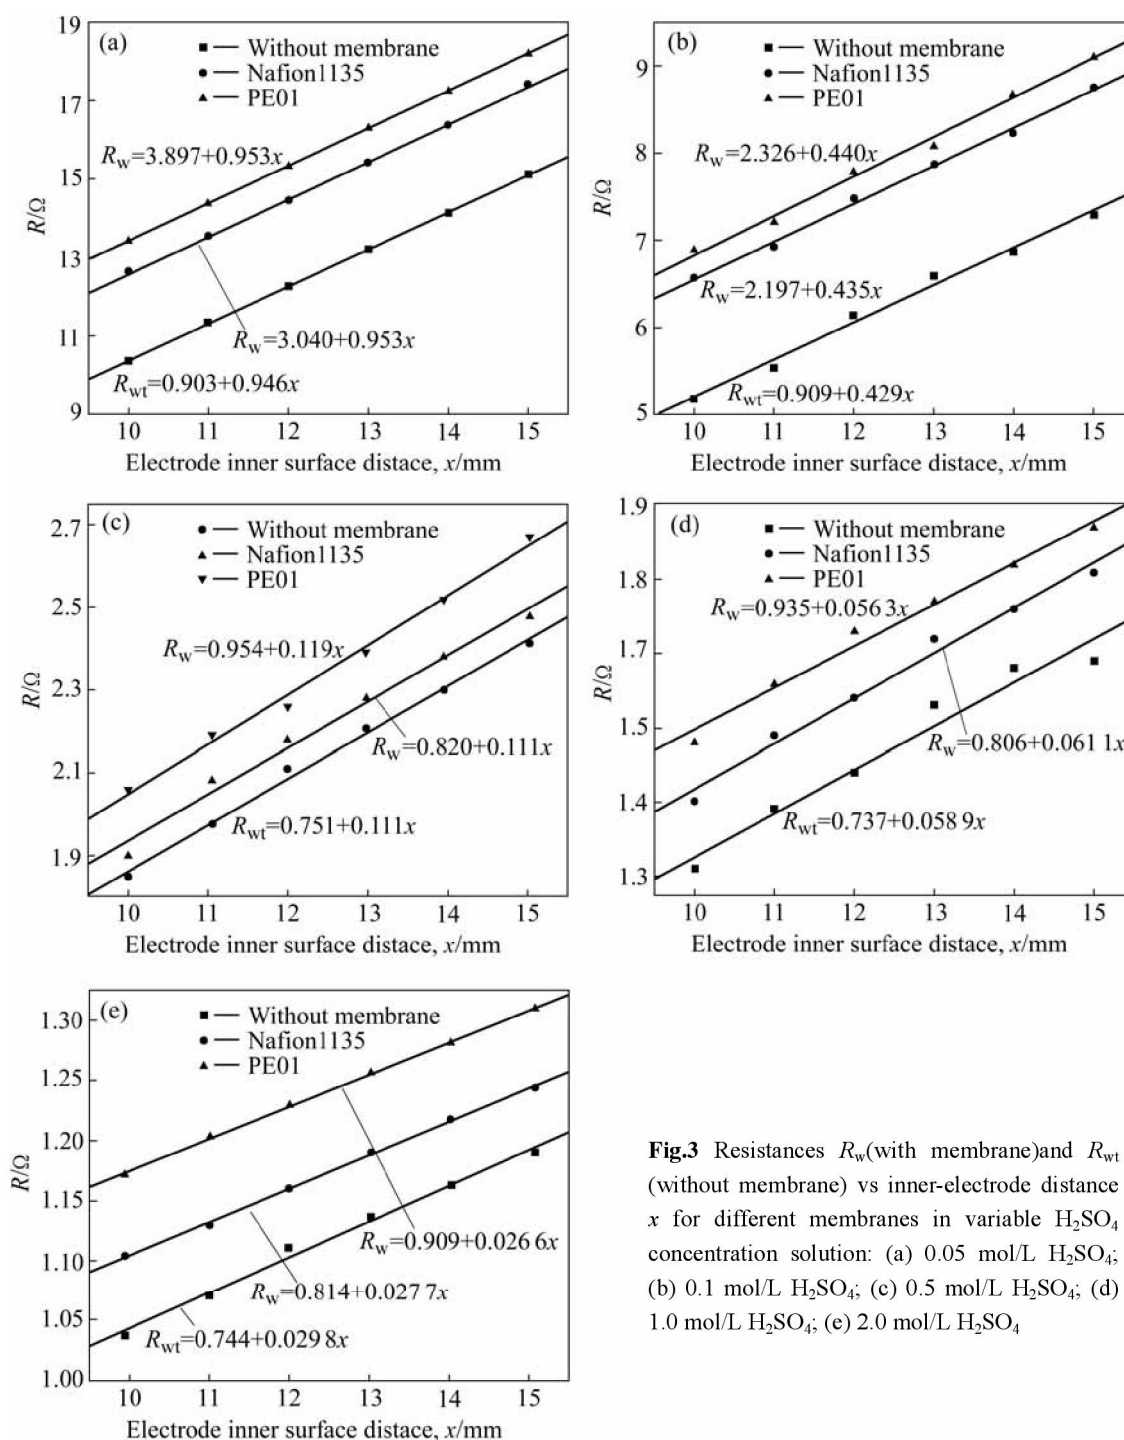 (a)
Without membrane
Nafion1135
PE01
R/Ω
19
17
15
13
11
9
Rw=3.897+0.953x
Rw=3.040+0.953x
Rwt=0.903+0.946x
10 11 12 13 14 15
Electrode inner surface distace, x/mm
(b)
Without membrane
Nafion1135
PE01
R/Ω
9
8
7
6
5
Rw=2.326+0.440x
Rw=2.197+0.435x
Rwt=0.909+0.429x
10 11 12 13 14 15
Electrode inner surface distace, x/mm
(c)
Without membrane
Nafion1135
PE01
R/Ω
2.7
2.5
2.3
2.1
1.9
Rw=0.954+0.119x
Rw=0.820+0.111x
Rwt=0.751+0.111x
10 11 12 13 14 15
Electrode inner surface distace, x/mm
(d)
Without membrane
Nafion1135
PE01
R/Ω
1.9
1.8
1.7
1.5
1.4
1.3
Rw=0.935+0.056 3x
Rw=0.806+0.061 1x
Rwt=0.737+0.058 9x
10 11 12 13 14 15
Electrode inner surface distace, x/mm
(e)
Without membrane
Nafion1135
PE01
R/Ω
1.30
1.25
1.20
1.15
1.10
1.05
1.00
Rw=0.909+0.026 6x
Rw=0.814+0.027 7x
Rwt=0.744+0.029 8x
10 11 12 13 14 15
Electrode inner surface distace, x/mm
Fig.3 Resistances Rw(with membrane)and Rwt
(without membrane) vs inner-electrode distance
x for different membranes in variable H2SO4
concentration solution: (a) 0.05 mol/L H2SO4;
(b) 0.1 mol/L H2SO4; (c) 0.5 mol/L H2SO4; (d)
1.0 mol/L H2SO4; (e) 2.0 mol/L H2SO4